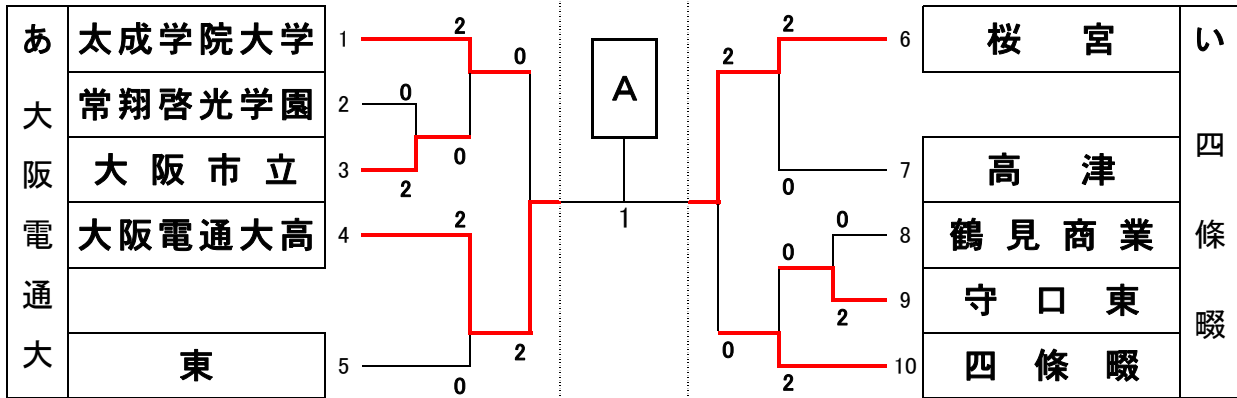 あ 大阪電通大
太成学院大学 1
常翔啓光学園 2
大阪市立 3
大阪電通大高 4
東 5
2
0
0
0
2
2
2
0
A
1
2
2
0
0
0
2
0
2
6 桜宮
7 高津
8 鶴見商業
9 守口東
10 四條畷
い 四條畷